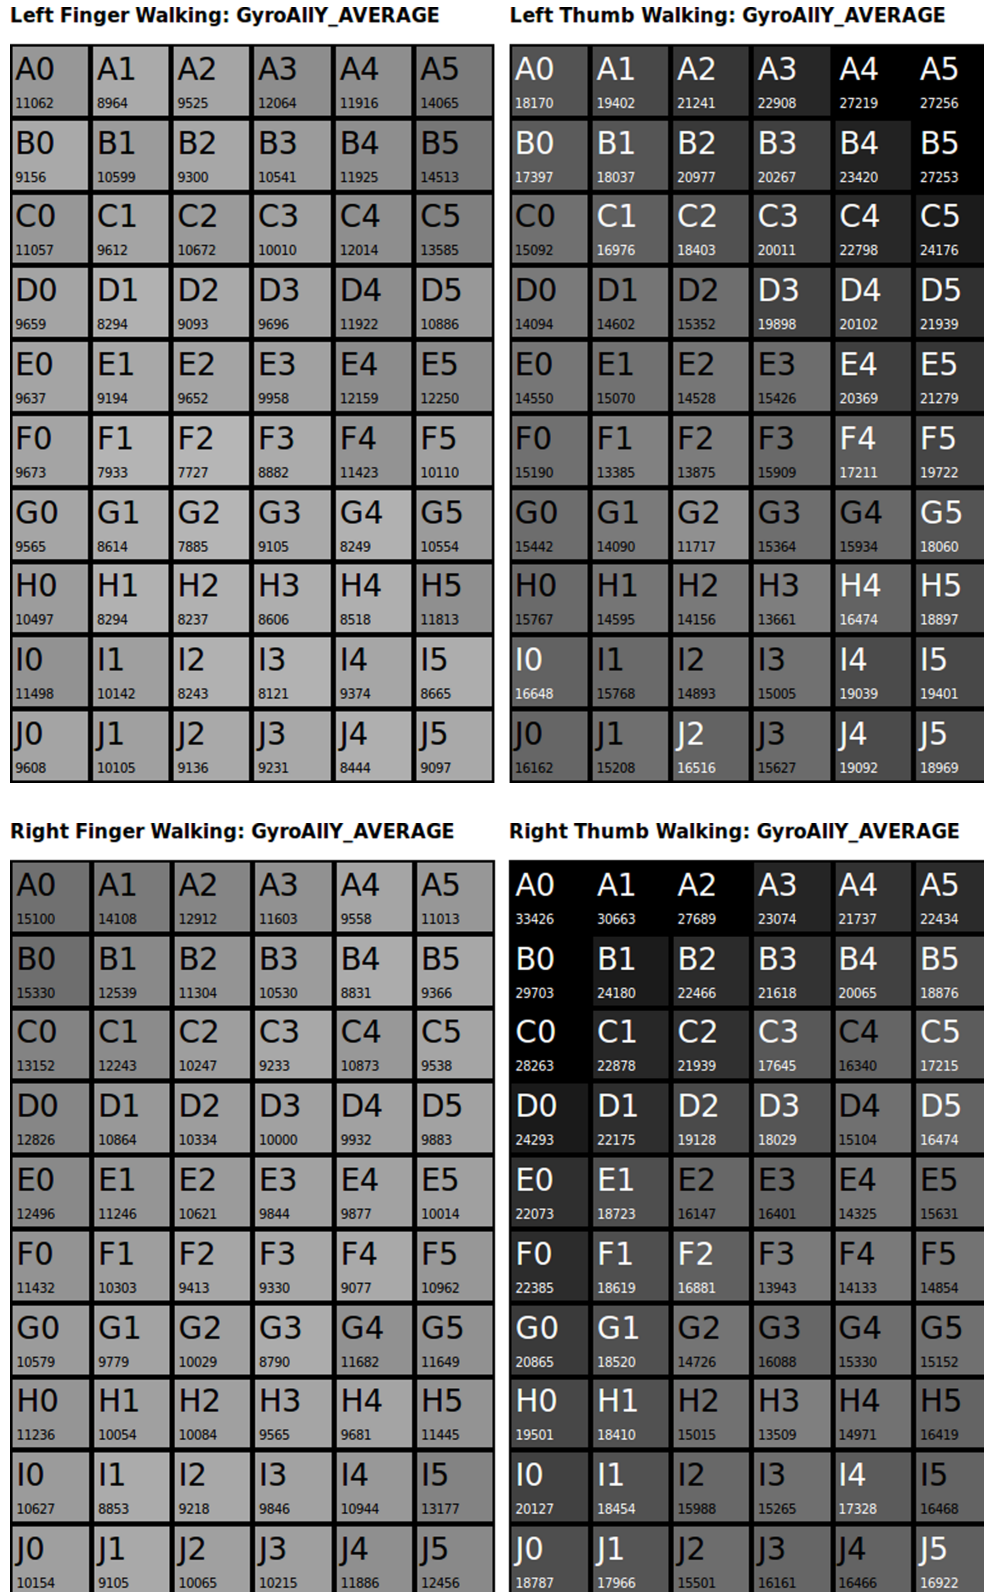 Left Finger Walking: GyroAllY_AVERAGE
A0 A1 A2 A3 A4 A5
11062 8964 9525 12064 11916 14065
B0 B1 B2 B3 B4 B5
9156 10599 9300 10541 11925 14513
C0 C1 C2 C3 C4 C5
11057 9612 10672 10010 12014 13585
D0 D1 D2 D3 D4 D5
9659 8294 9093 9696 11922 10886
E0 E1 E2 E3 E4 E5
9637 9194 9652 9958 12159 12250
F0 F1 F2 F3 F4 F5
9673 7933 7727 8882 11423 10110
G0 G1 G2 G3 G4 G5
9565 8614 7885 9105 8249 10554
H0 H1 H2 H3 H4 H5
10497 8294 8237 8606 8518 11813
I0 I1 I2 I3 I4 I5
11498 10142 8243 8121 9374 8665
J0 J1 J2 J3 J4 J5
9608 10105 9136 9231 8444 9097
Left Thumb Walking: GyroAllY_AVERAGE
A0 A1 A2 A3 A4 A5
18170 19402 21241 22908 27219 27256
B0 B1 B2 B3 B4 B5
17397 18037 20977 20267 23420 27253
C0 C1 C2 C3 C4 C5
15092 16976 18403 20011 22798 24176
D0 D1 D2 D3 D4 D5
14094 14602 15352 19898 20102 21939
E0 E1 E2 E3 E4 E5
14550 15070 14528 15426 20369 21279
F0 F1 F2 F3 F4 F5
15190 13385 13875 15909 17211 19722
G0 G1 G2 G3 G4 G5
15442 14090 11717 15364 15934 18060
H0 H1 H2 H3 H4 H5
15767 14595 14156 13661 16474 18897
I0 I1 I2 I3 I4 I5
16648 15768 14893 15005 19039 19401
J0 J1 J2 J3 J4 J5
16162 15208 16516 15627 19092 18969
Right Finger Walking: GyroAllY_AVERAGE
A0 A1 A2 A3 A4 A5
15100 14108 12912 11603 9558 11013
B0 B1 B2 B3 B4 B5
15330 12539 11304 10530 8831 9366
C0 C1 C2 C3 C4 C5
13152 12243 10247 9233 10873 9538
D0 D1 D2 D3 D4 D5
12826 10864 10334 10000 9932 9883
E0 E1 E2 E3 E4 E5
12496 11246 10621 9844 9877 10014
F0 F1 F2 F3 F4 F5
11432 10303 9413 9330 9077 10962
G0 G1 G2 G3 G4 G5
10579 9779 10029 8790 11682 11649
H0 H1 H2 H3 H4 H5
11236 10054 10084 9565 9681 11445
I0 I1 I2 I3 I4 I5
10627 8853 9218 9846 10944 13177
J0 J1 J2 J3 J4 J5
10154 9105 10065 10215 11886 12456
Right Thumb Walking: GyroAllY_AVERAGE
A0 A1 A2 A3 A4 A5
33426 30663 27689 23074 21737 22434
B0 B1 B2 B3 B4 B5
29703 24180 22466 21618 20065 18876
C0 C1 C2 C3 C4 C5
28263 22878 21939 17645 16340 17215
D0 D1 D2 D3 D4 D5
24293 22175 19128 18029 15104 16474
E0 E1 E2 E3 E4 E5
22073 18723 16147 16401 14325 15631
F0 F1 F2 F3 F4 F5
22385 18619 16881 13943 14133 14854
G0 G1 G2 G3 G4 G5
20865 18520 14726 16088 15330 15152
H0 H1 H2 H3 H4 H5
19501 18410 15015 13509 14971 16419
I0 I1 I2 I3 I4 I5
20127 18454 15988 15265 17328 16468
J0 J1 J2 J3 J4 J5
18787 17966 15501 16161 16466 16922